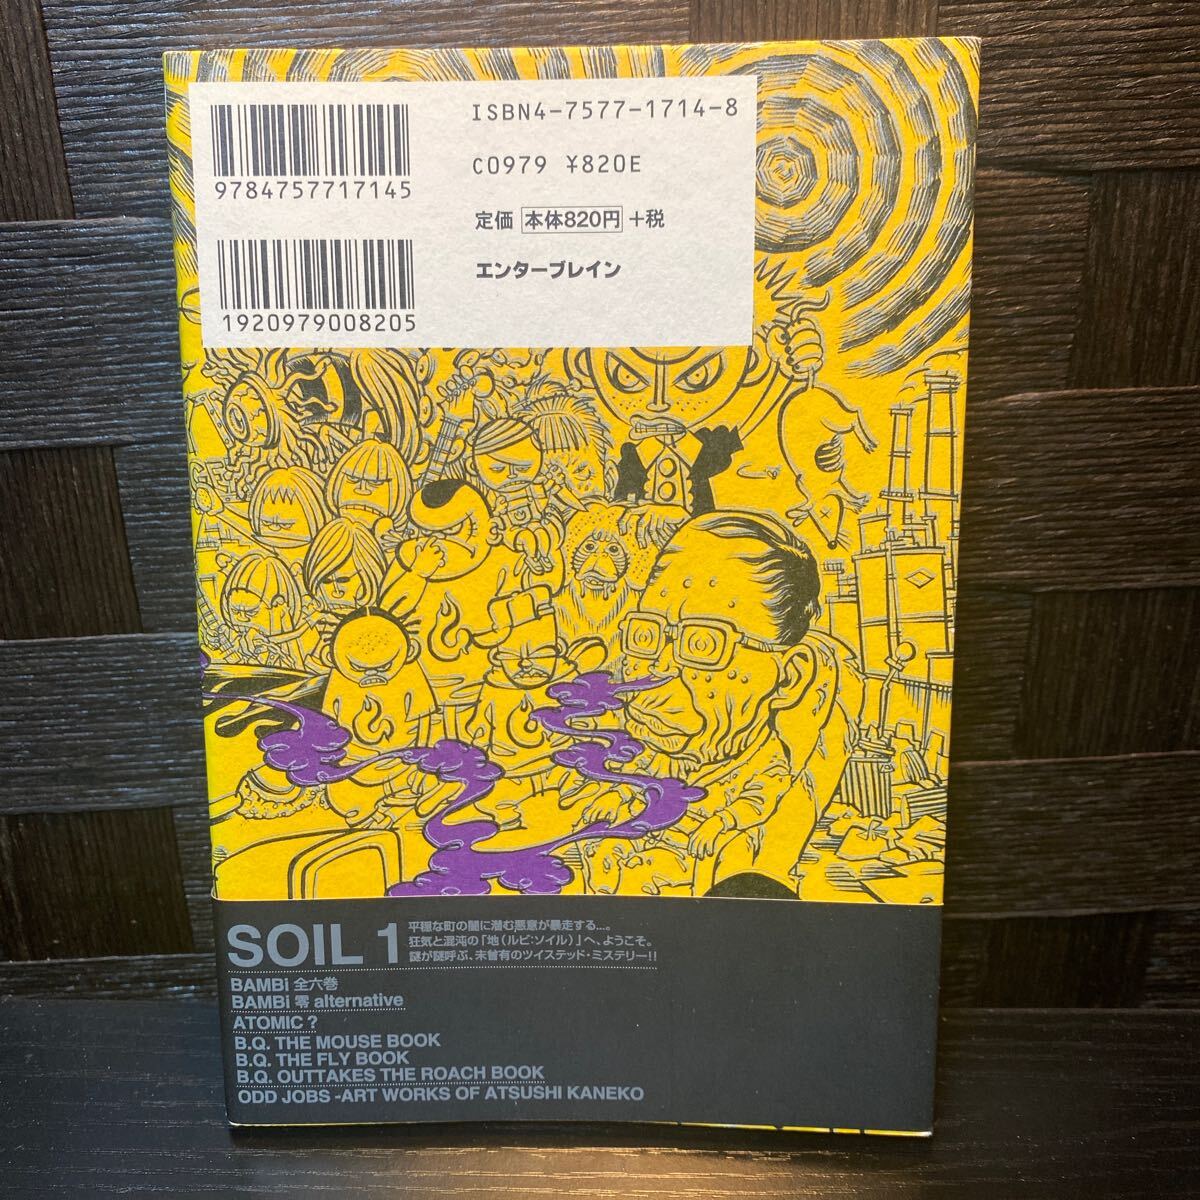 ISBN4-7577-1714-8
C0979 ¥820E
9784757717145
定価 本体820円 +税
エンターブレイン
1920979008205
SOIL 1
平穏な町の闇に潜む悪意が暴走する…。
狂気と混沌の「地(ルビ:ソイル)」へ、ようこそ。
謎が謎呼ぶ、未曾有のツイステッド・ミステリー!!
BAMBi 全六巻
BAMBi 零 alternative
ATOMIC ?
B.Q. THE MOUSE BOOK
B.Q. THE FLY BOOK
B.Q. OUTTAKES THE ROACH BOOK
ODD JOBS -ART WORKS OF ATSUSHI KANEKO